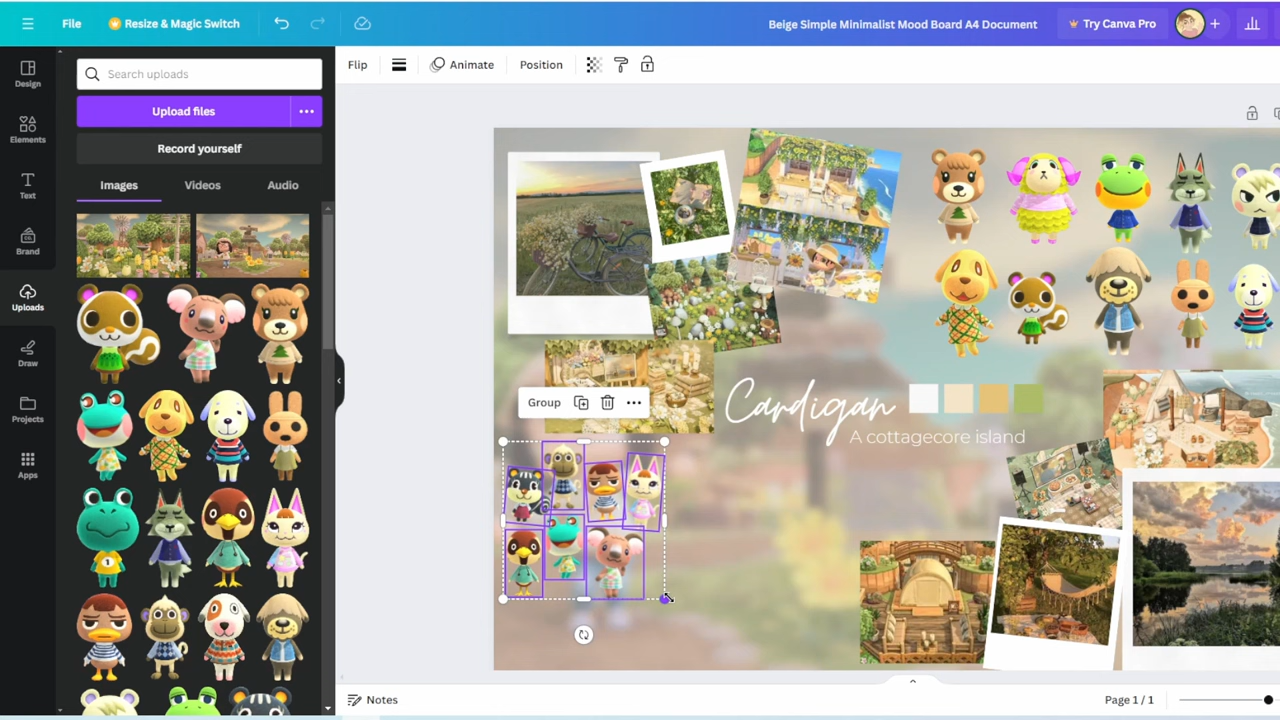 File
Resize & Magic Switch
Beige Simple Minimalist Mood Board A4 Document
Try Canva Pro
Design
Elements
Text
Brand
Uploads
Draw
Projects
Apps
Search uploads
Upload files
Record yourself
Images
Videos
Audio
1
Flip
Animate
Position
Group
Cardigan
A cottagecore island
Notes
Page 1 / 1